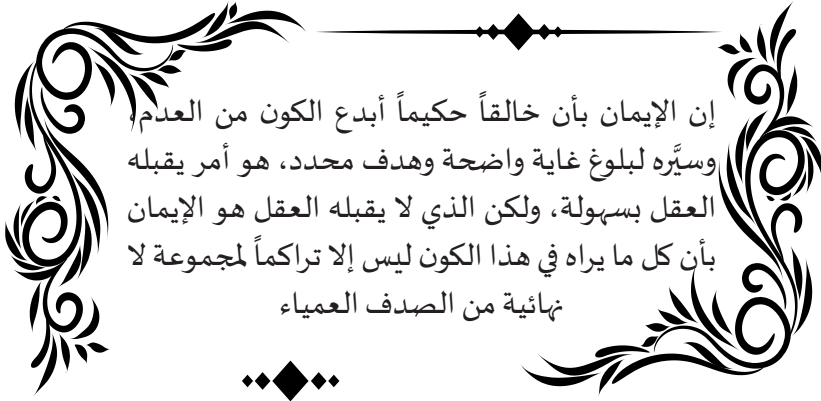 إن الإيمان بأن خالقاً حكيماً أبدع الكون من العدم،
وسيَّره لبلوغ غاية واضحة وهدف محدد، هو أمر يقبله
العقل بسهولة، ولكن الذي لا يقبله العقل هو الإيمان
بأن كل ما يراه في هذا الكون ليس إلا تراكماً لمجموعة لا
نهائية من الصدف العمياء